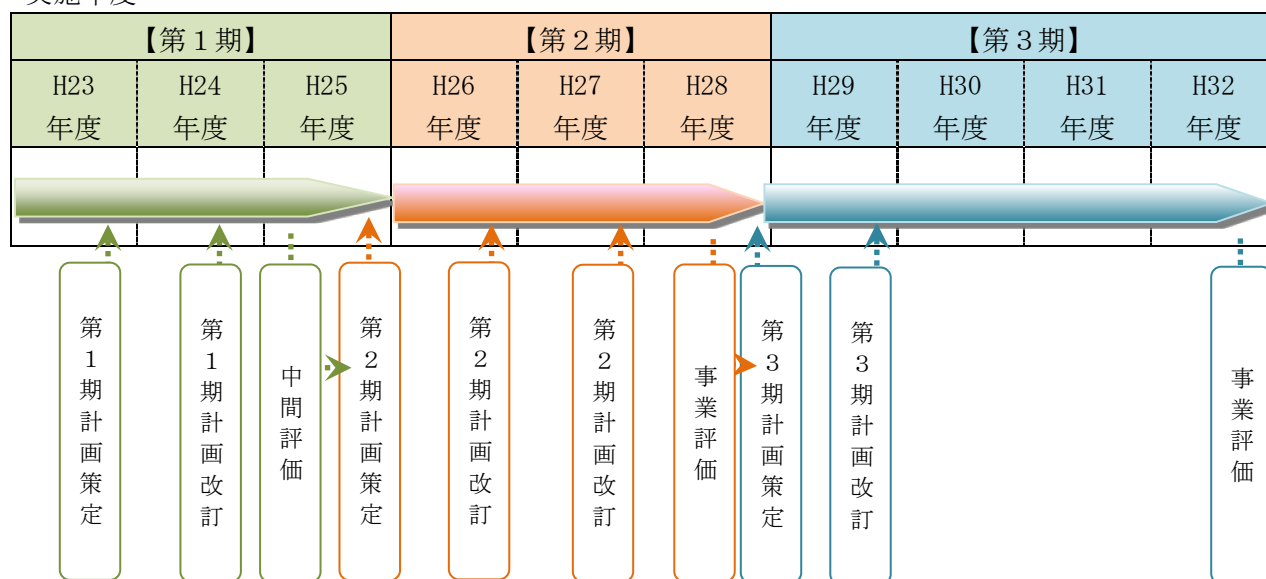 【第１期】
【第２期】
【第３期】
H23
年度
H24
年度
H25
年度
H26
年度
H27
年度
H28
年度
H29
年度
H30
年度
H31
年度
H32
年度
第１期計画策定
第１期計画改訂
中間評価
第２期計画策定
第２期計画改訂
第２期計画改訂
事業評価
第３期計画策定
第３期計画改訂
事業評価